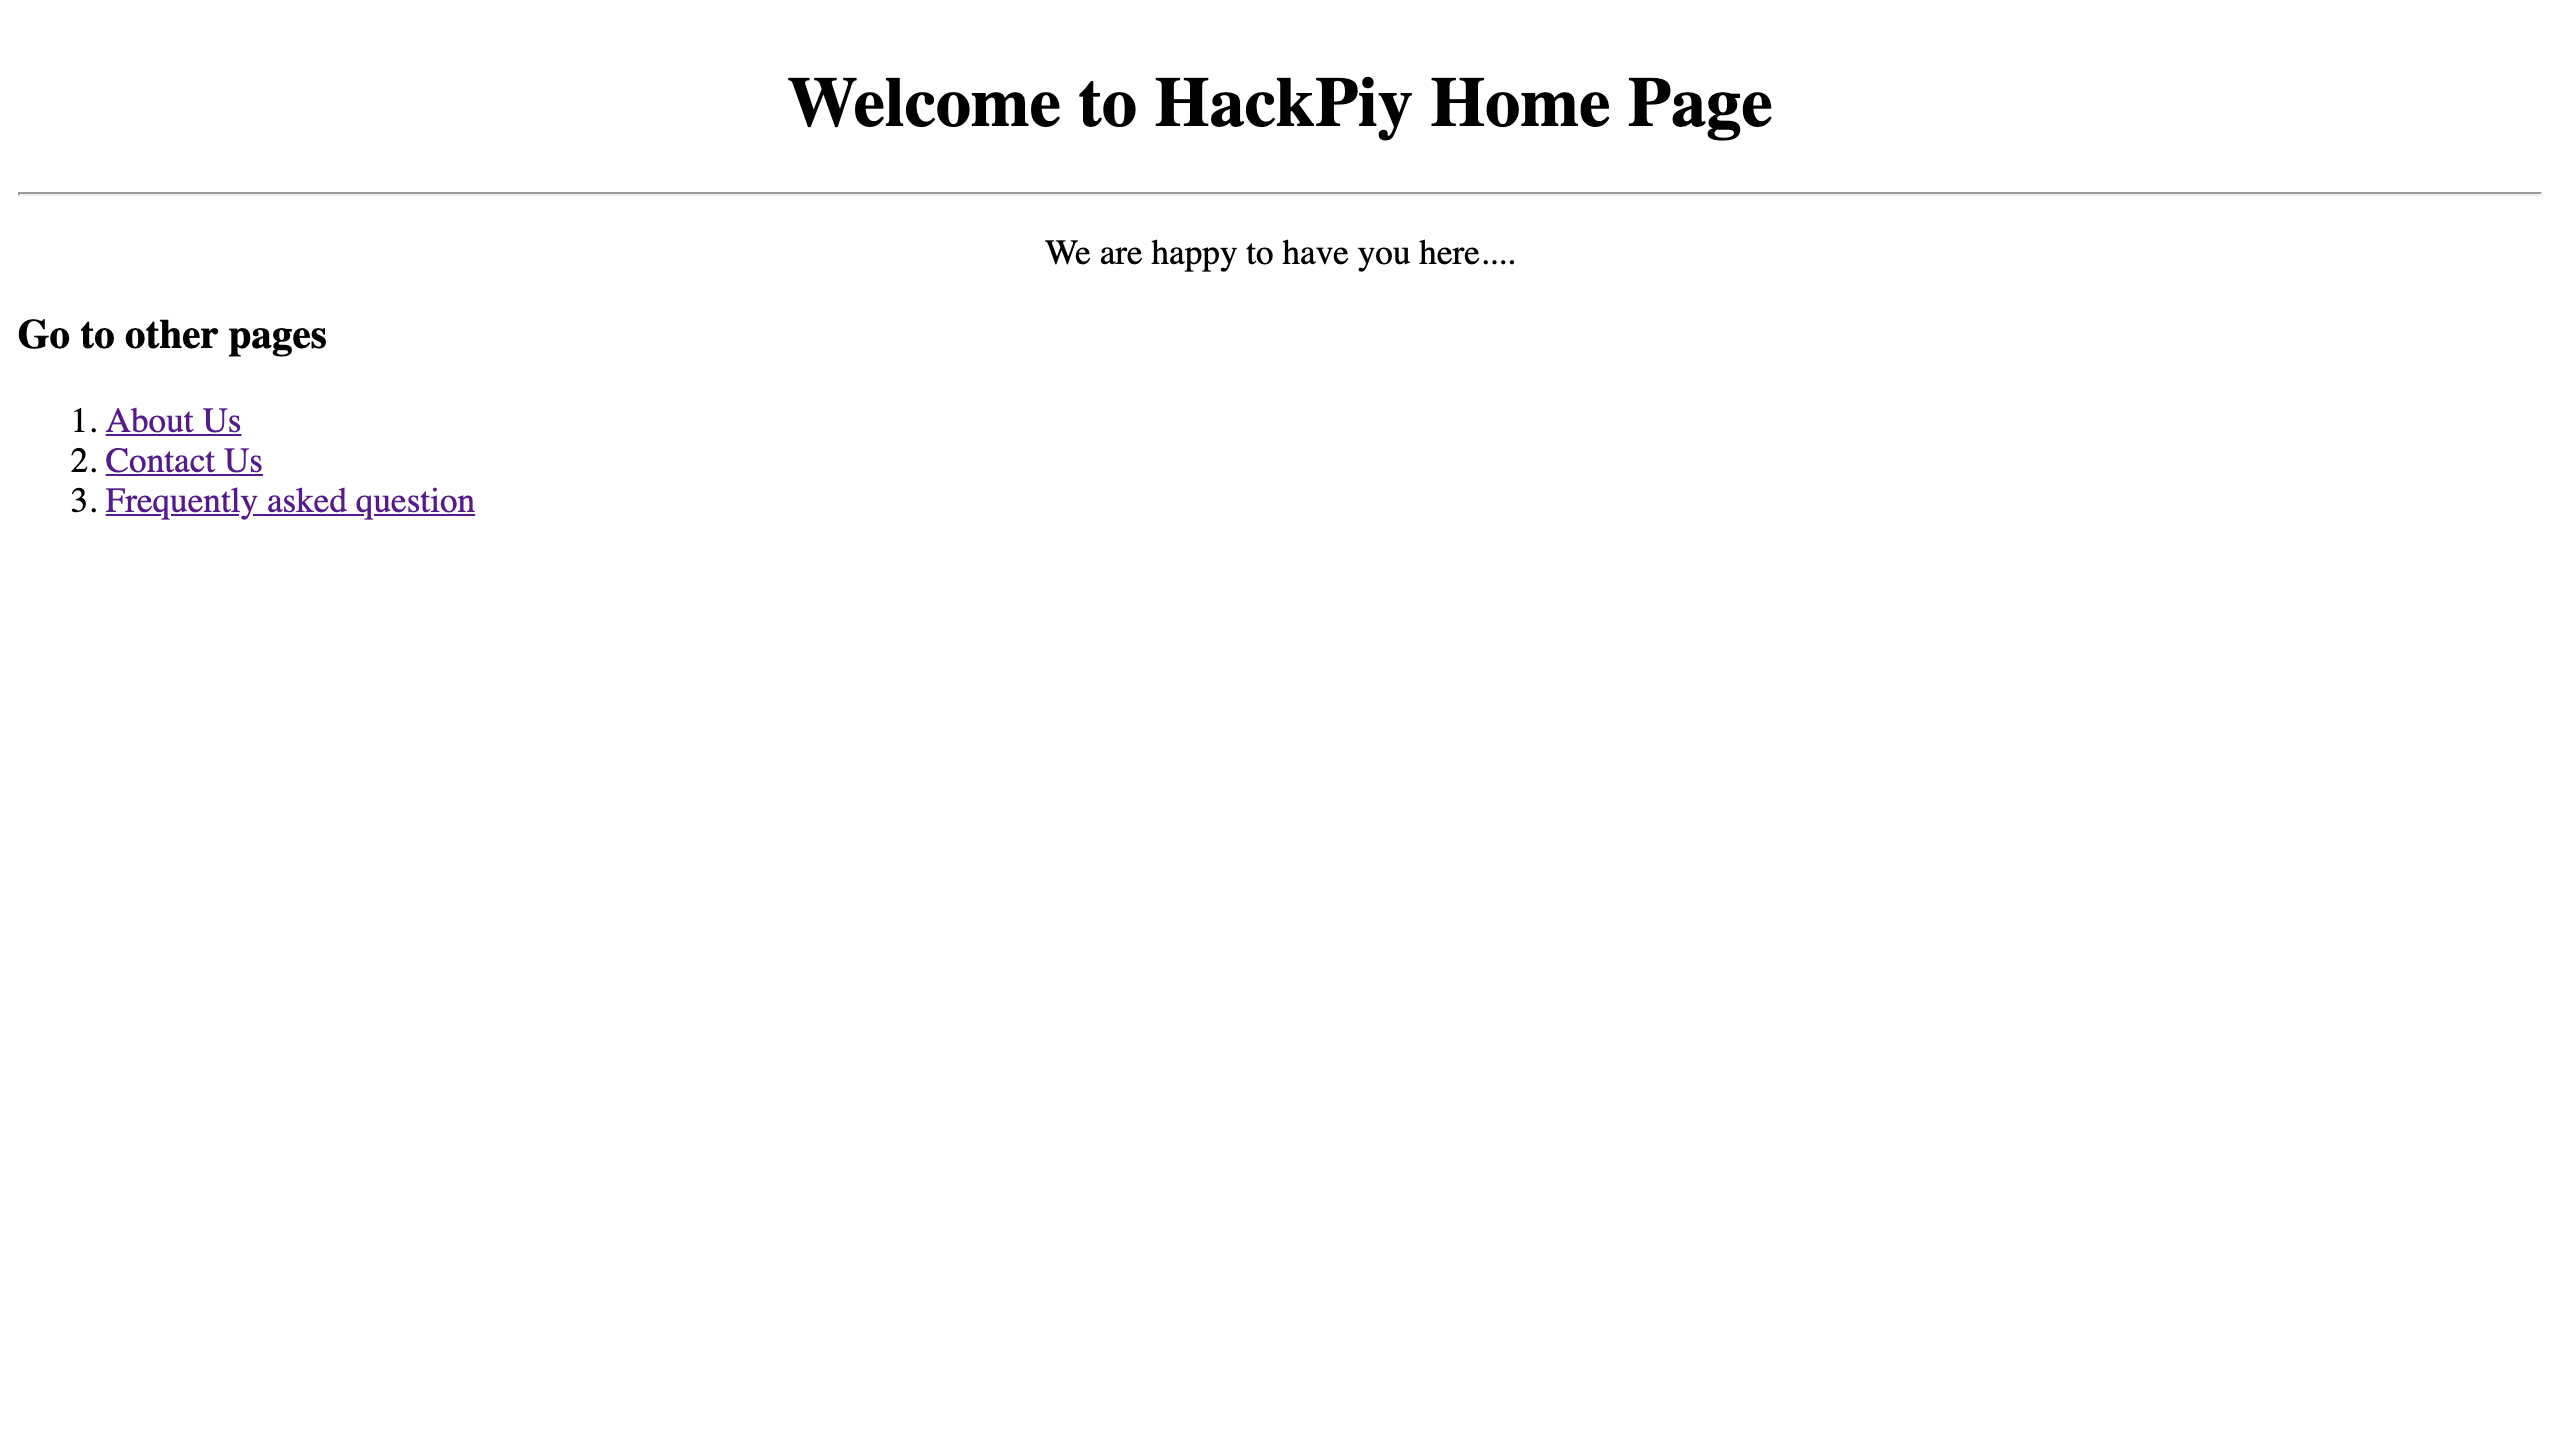 Welcome to HackPiy Home Page
We are happy to have you here....
Go to other pages
1. About Us
2. Contact Us
3. Frequently asked question